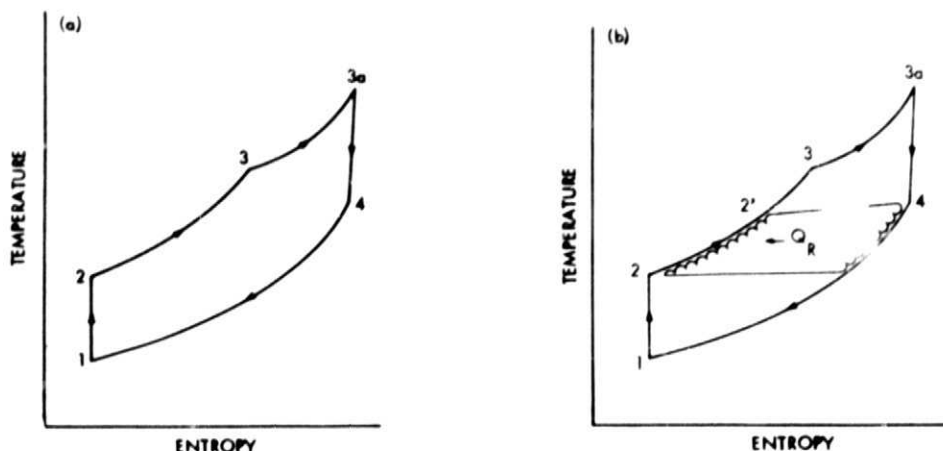 (a)
3a
3
4
2
1
TEMPERATURE
ENTROPY
(b)
3a
3
2'
4
Q
R
2
1
TEMPERATURE
ENTROPY